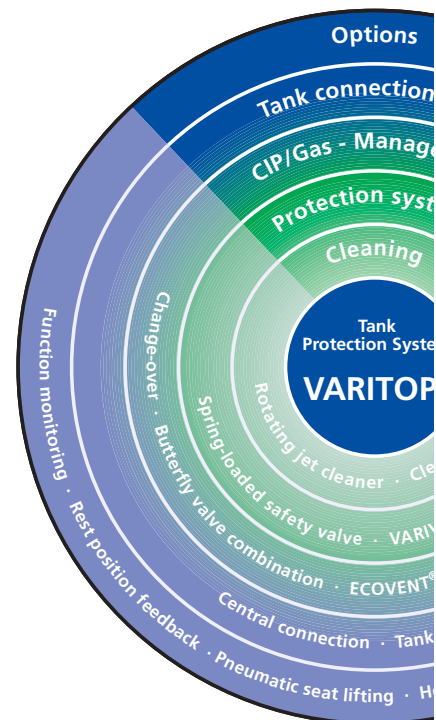 Options
Tank connection
CIP/Gas - Manage
Protection syst
Cleaning
Tank
Protection Syste
VARITOP
Rotating jet cleaner · Cle
Spring-loaded safety valve · VARIV
Change-over · Butterfly valve combination · ECOVENT®
Central connection · Tank
Function monitoring · Rest position feedback · Pneumatic seat lifting · He